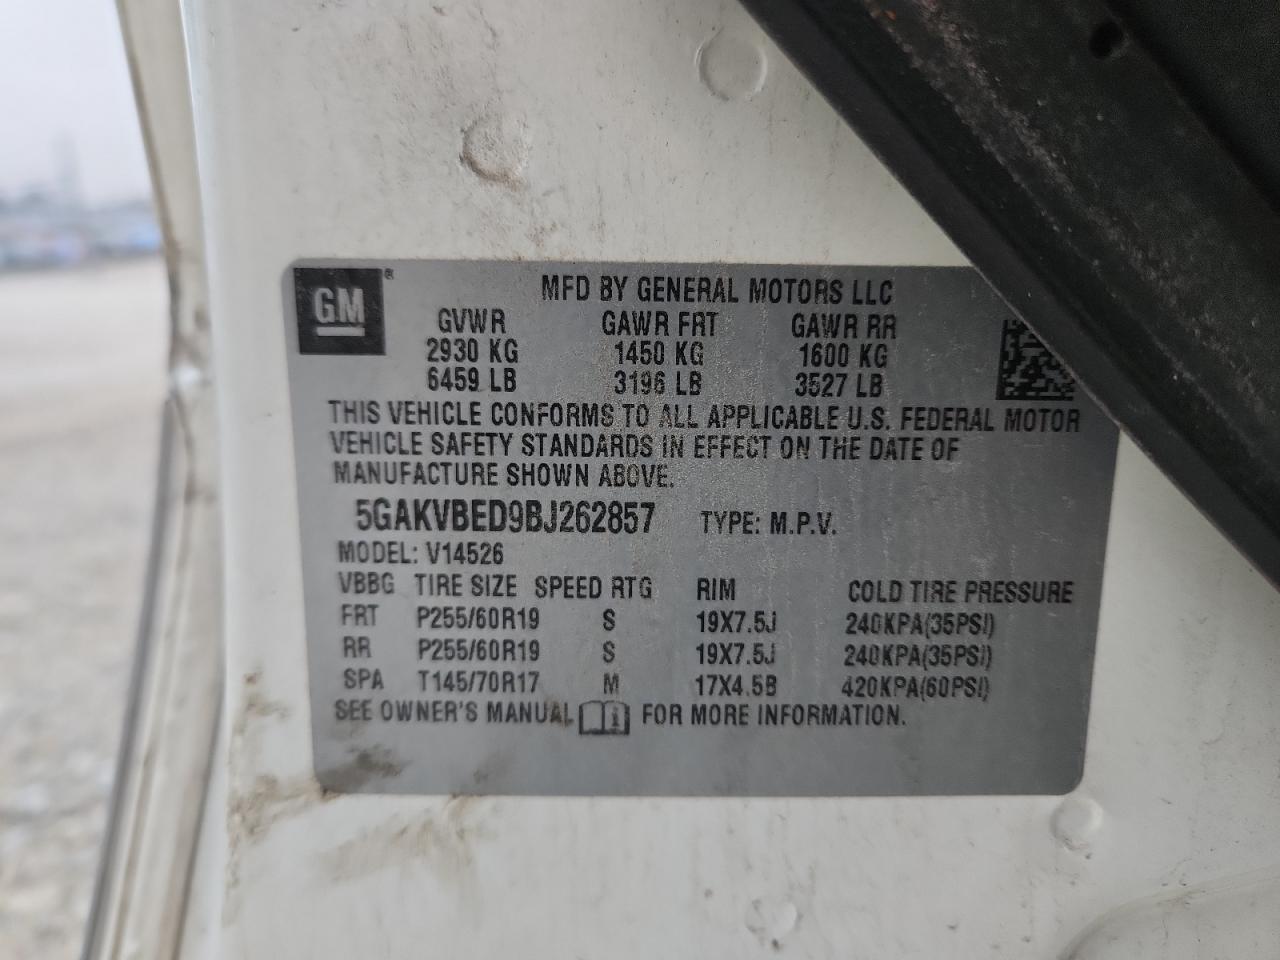 GM ® MFD BY GENERAL MOTORS LLC
GVWR GAWR FRT GAWR RR
2930 KG 1450 KG 1600 KG
6459 LB 3196 LB 3527 LB
THIS VEHICLE CONFORMS TO ALL APPLICABLE U.S. FEDERAL MOTOR
VEHICLE SAFETY STANDARDS IN EFFECT ON THE DATE OF
MANUFACTURE SHOWN ABOVE.
5GAKVBED9BJ262857 TYPE: M.P.V.
MODEL: V14526
VBBG TIRE SIZE SPEED RTG RIM COLD TIRE PRESSURE
FRT P255/60R19 S 19X7.5J 240KPA(35PSI)
RR P255/60R19 S 19X7.5J 240KPA(35PSI)
SPA T145/70R17 M 17X4.5B 420KPA(60PSI)
SEE OWNER'S MANUAL FOR MORE INFORMATION.